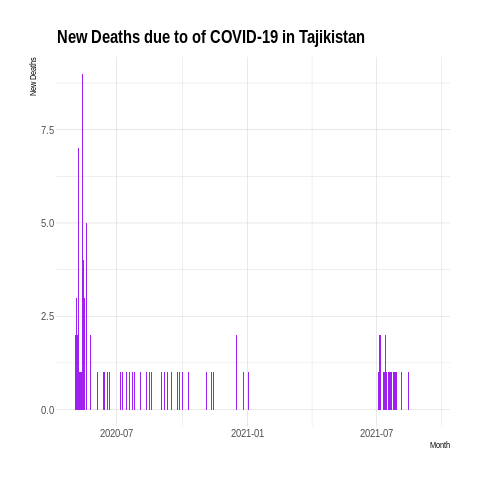 New Deaths due to of COVID-19 in Tajikistan
New Deaths
7.5
5.0
2.5
0.0
2020-07
2021-01
2021-07
Month